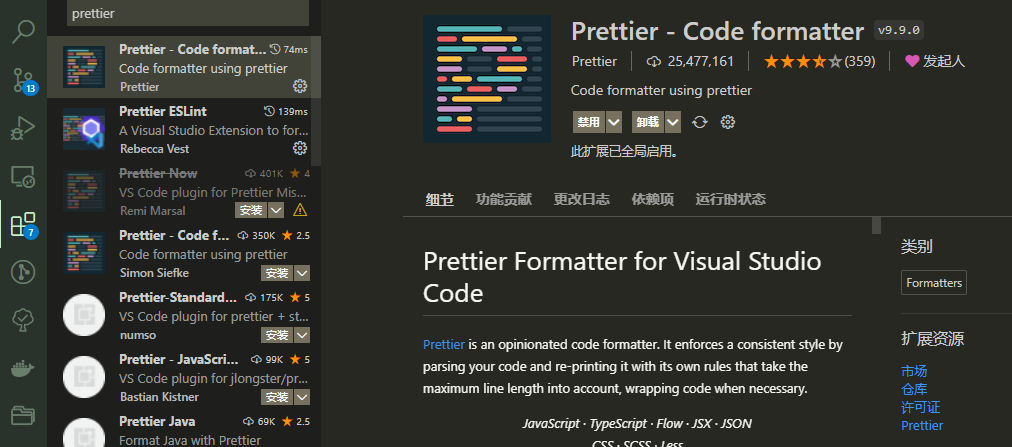 prettier
13
7
Prettier - Code format... 74ms
Code formatter using prettier
Prettier
Prettier ESLint 139ms
A Visual Studio Extension to for...
Rebecca Vest
Prettier Now 401K 4
VS Code plugin for Prettier Mis...
Remi Marsal 安装
Prettier - Code f... 350K 2.5
Code formatter using prettier
Simon Siefke 安装
Prettier-Standard... 175K 5
VS Code plugin for prettier + st...
numso 安装
Prettier - JavaScri... 99K 5
VS Code plugin for jlongster/pr...
Bastian Kistner 安装
Prettier Java 69K 2.5
Format Java with Prettier
Prettier - Code formatter v9.9.0
Prettier 25,477,161 (359) 发起人
Code formatter using prettier
禁用 卸载
此扩展已全局启用。
细节 功能贡献 更改日志 依赖项 运行时状态
Prettier Formatter for Visual Studio
Code
Prettier is an opinionated code formatter. It enforces a consistent style by
parsing your code and re-printing it with its own rules that take the
maximum line length into account, wrapping code when necessary.
JavaScript · TypeScript · Flow · JSX · JSON
CSS · SCSS · Less
类别
Formatters
扩展资源
市场
仓库
许可证
Prettier